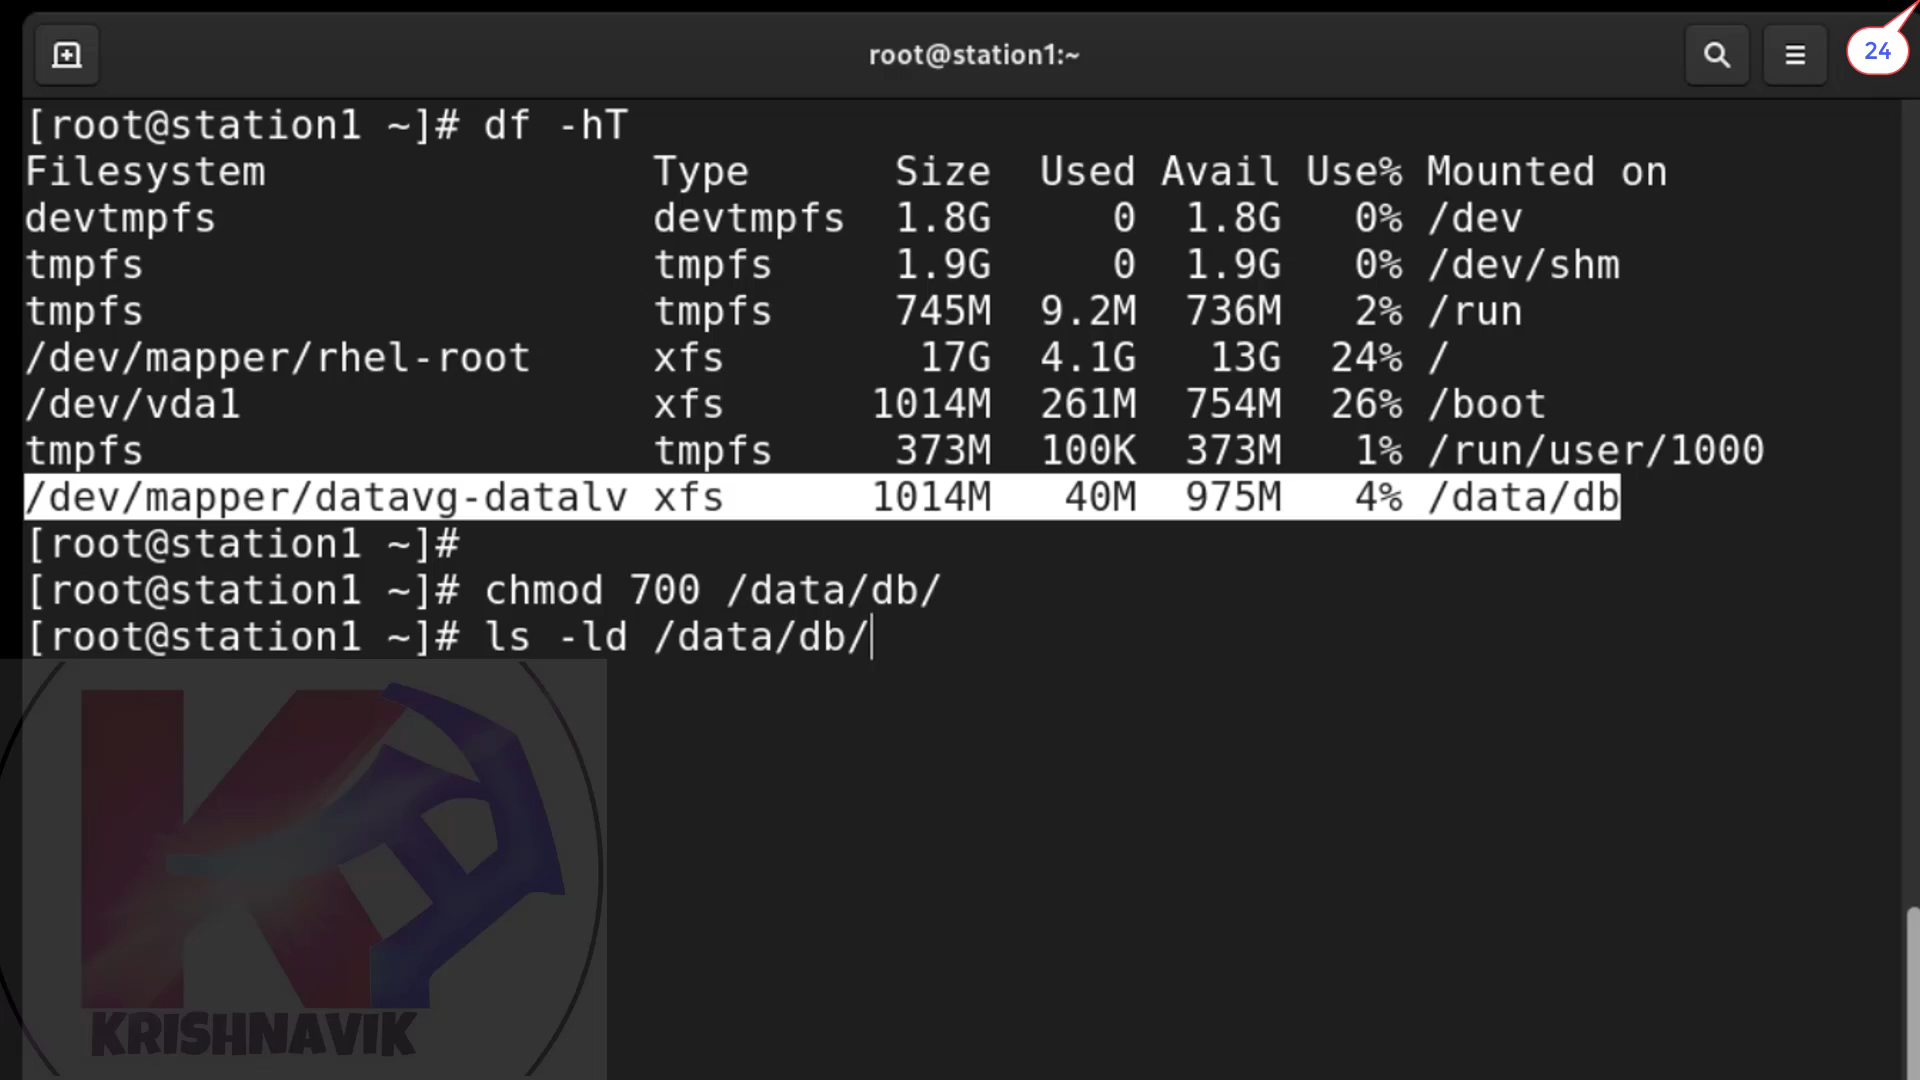 root@station1:~
24
[root@station1 ~]# df -hT
Filesystem Type Size Used Avail Use% Mounted on
devtmpfs devtmpfs 1.8G 0 1.8G 0% /dev
tmpfs tmpfs 1.9G 0 1.9G 0% /dev/shm
tmpfs tmpfs 745M 9.2M 736M 2% /run
/dev/mapper/rhel-root xfs 17G 4.1G 13G 24% /
/dev/vda1 xfs 1014M 261M 754M 26% /boot
tmpfs tmpfs 373M 100K 373M 1% /run/user/1000
/dev/mapper/datavg-datalv xfs 1014M 40M 975M 4% /data/db
[root@station1 ~]#
[root@station1 ~]# chmod 700 /data/db/
[root@station1 ~]# ls -ld /data/db/
KRISHNAVIK